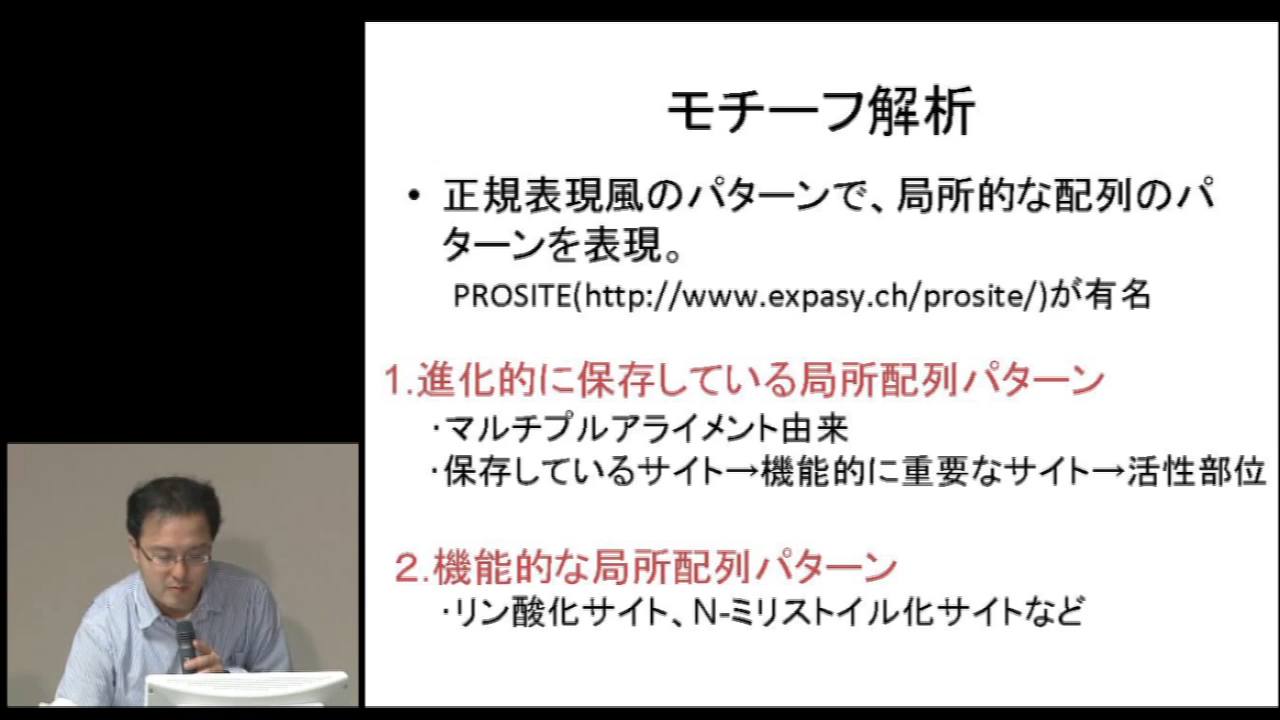 モチーフ解析
• 正規表現風のパターンで、局所的な配列のパ
ターンを表現。
PROSITE(http://www.expasy.ch/prosite/)が有名
1.進化的に保存している局所配列パターン
・マルチプルアライメント由来
・保存しているサイト→機能的に重要なサイト→活性部位
2.機能的な局所配列パターン
・リン酸化サイト、N-ミリストイル化サイトなど